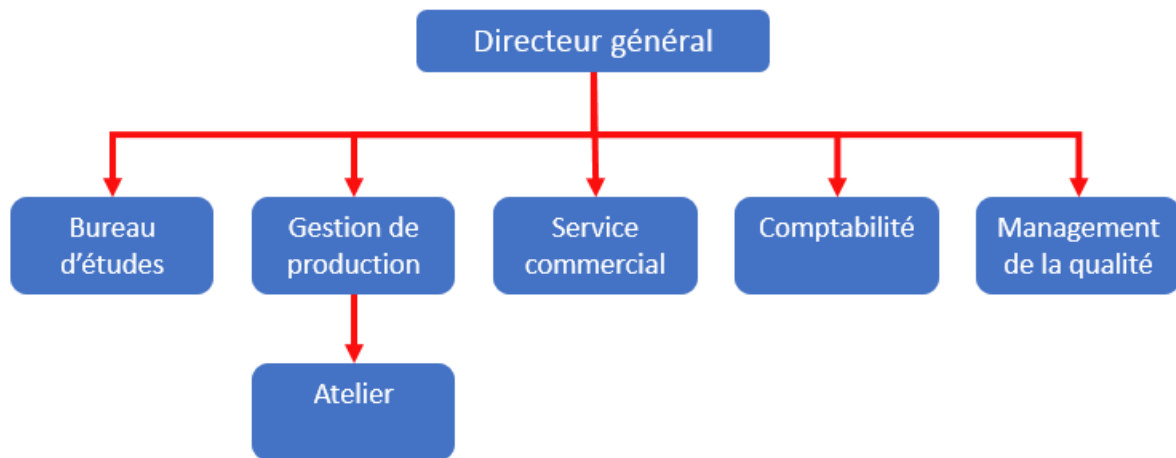 Directeur général
Bureau
d’études
Gestion de
production
Service
commercial
Comptabilité
Management
de la qualité
Atelier